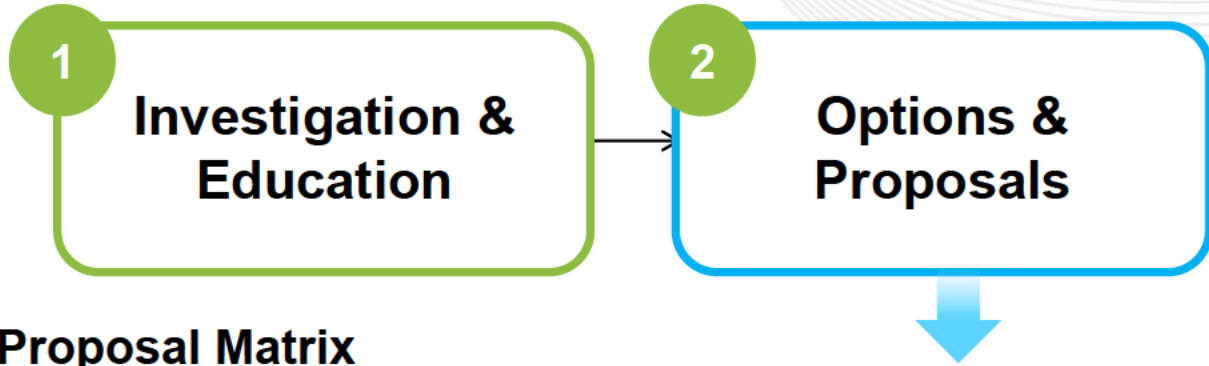 1
Investigation &
Education
2
Options &
Proposals
Proposal Matrix